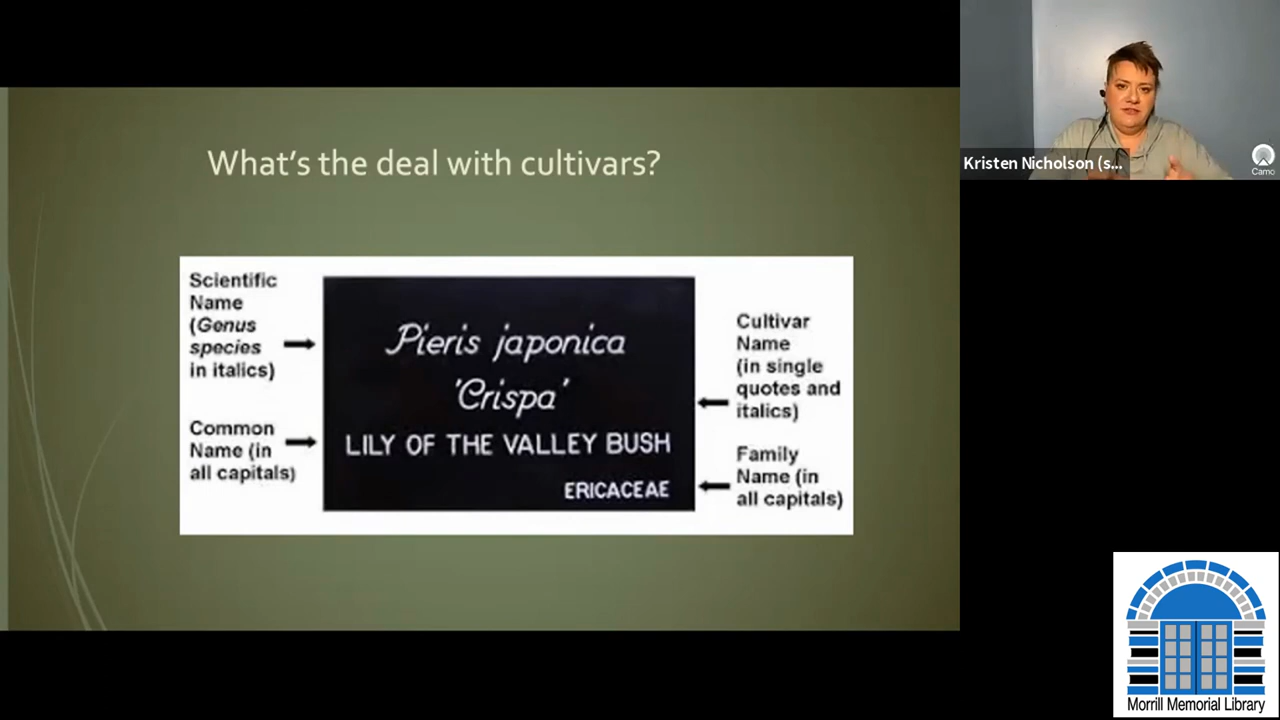 What's the deal with cultivars?
Scientific
Name
(Genus
species
in italics)
Common
Name (in
all capitals)
Pieris japonica
'Crispa'
LILY OF THE VALLEY BUSH
ERICACEAE
Cultivar
Name
(in single
quotes and
italics)
Family
Name (in
all capitals)
Kristen Nicholson (s...
Camo
Morrill Memorial Library